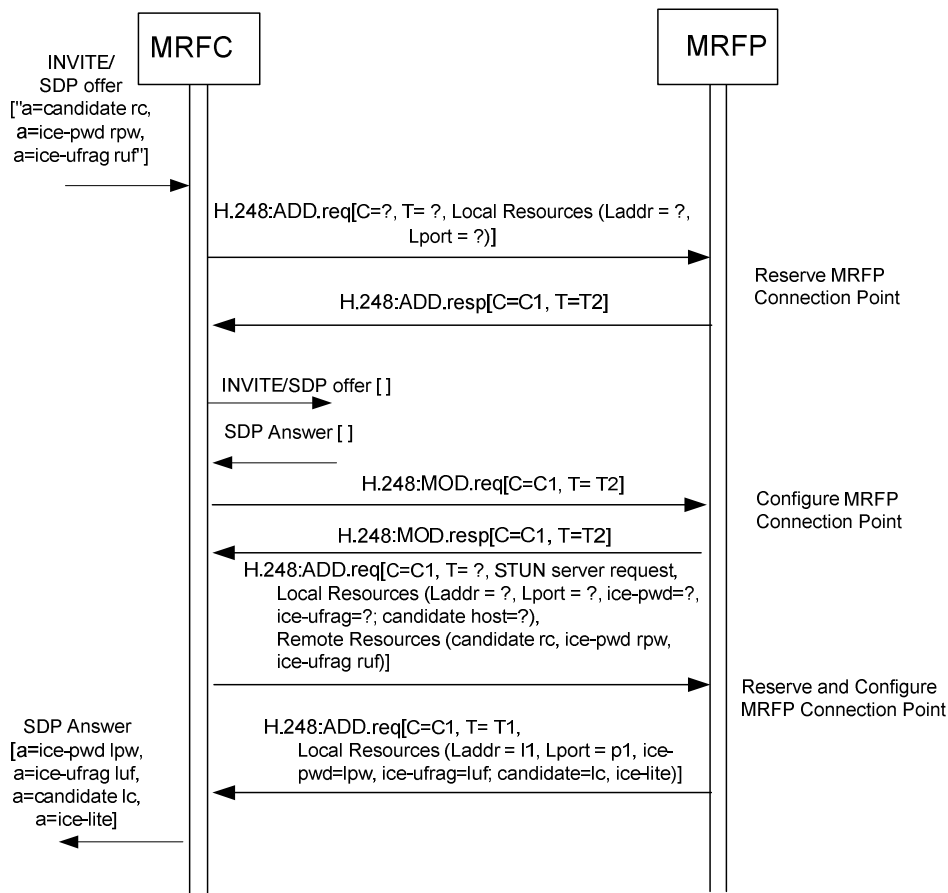 MRFC
MRFP
INVITE/
SDP offer
["a=candidate rc,
a=ice-pwd rpw,
a=ice-ufrag ruf"]
H.248:ADD.req[C=?, T= ?, Local Resources (Laddr = ?,
Lport = ?)]
Reserve MRFP
Connection Point
H.248:ADD.resp[C=C1, T=T2]
INVITE/SDP offer [ ]
SDP Answer [ ]
H.248:MOD.req[C=C1, T= T2]
Configure MRFP
Connection Point
H.248:MOD.resp[C=C1, T=T2]
H.248:ADD.req[C=C1, T= ?, STUN server request,
Local Resources (Laddr = ?, Lport = ?, ice-pwd=?,
ice-ufrag=?; candidate host=?),
Remote Resources (candidate rc, ice-pwd rpw,
ice-ufrag ruf)]
Reserve and Configure
MRFP Connection Point
SDP Answer
[a=ice-pwd lpw,
a=ice-ufrag luf,
a=candidate lc,
a=ice-lite]
H.248:ADD.req[C=C1, T= T1,
Local Resources (Laddr = l1, Lport = p1, ice-
pwd=lpw, ice-ufrag=luf; candidate=lc, ice-lite)]